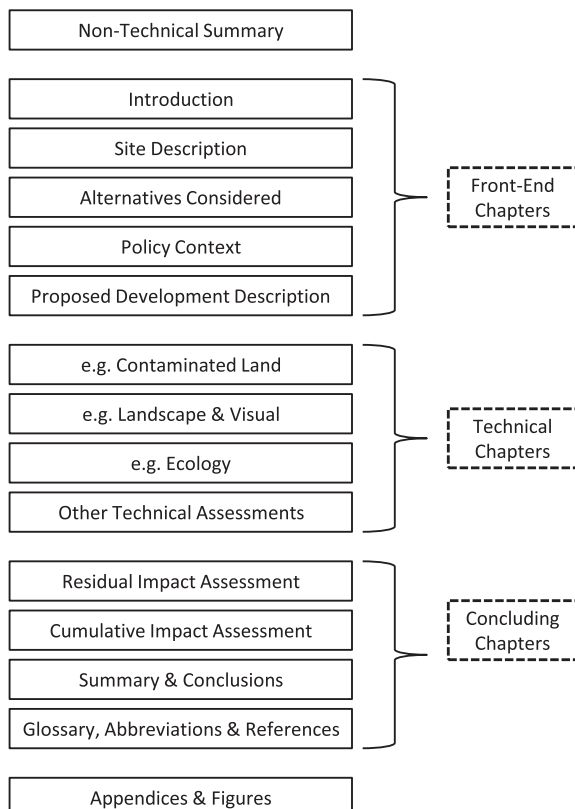 Non-Technical Summary
Introduction
Site Description
Alternatives Considered
Policy Context
Proposed Development Description
Front-End
Chapters
e.g. Contaminated Land
e.g. Landscape & Visual
e.g. Ecology
Other Technical Assessments
Technical
Chapters
Residual Impact Assessment
Cumulative Impact Assessment
Summary & Conclusions
Glossary, Abbreviations & References
Concluding
Chapters
Appendices & Figures